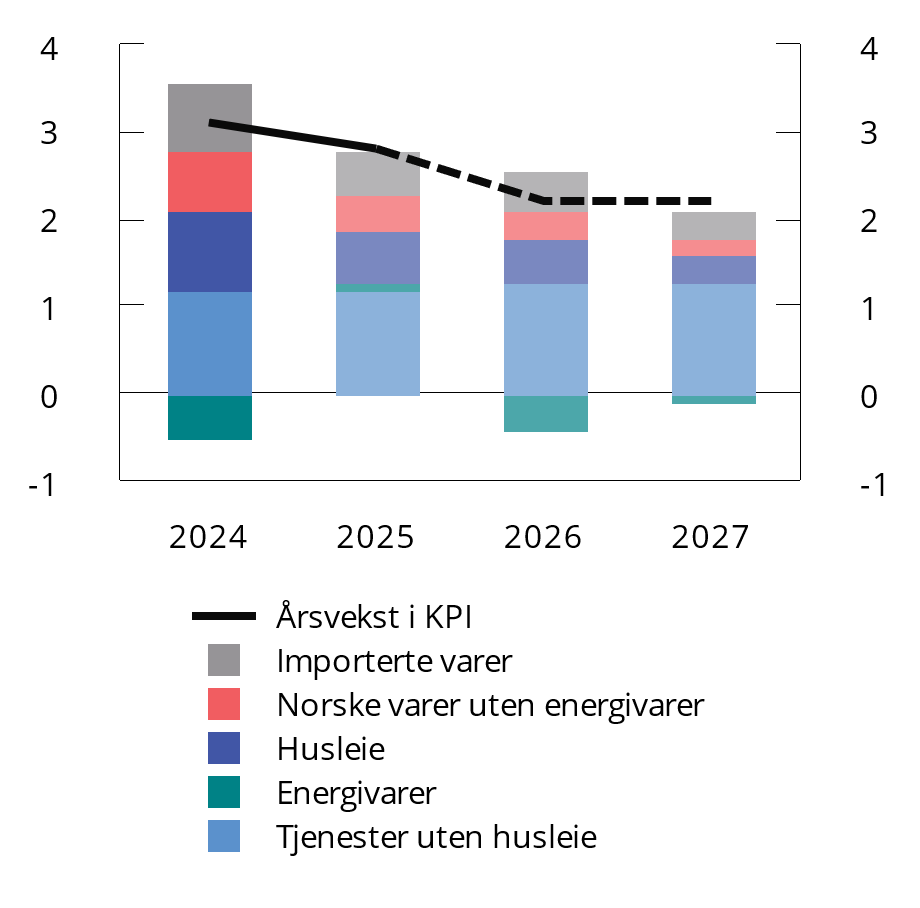 4 4
3 3
2 2
1 1
0 0
-1 -1
2024 2025 2026 2027
Årsvekst i KPI
Importerte varer
Norske varer uten energivarer
Husleie
Energivarer
Tjenester uten husleie